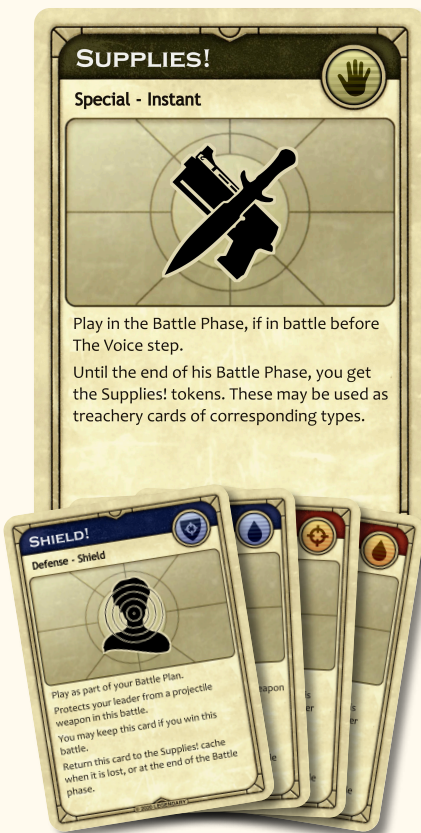 SUPPLIES!
Special - Instant
Play in the Battle Phase, if in battle before
The Voice step.
Until the end of his Battle Phase, you get
the Supplies! tokens. These may be used as
treachery cards of corresponding types.
SHIELD!
Defense - Shield
Play as part of your Battle Plan.
Protects your leader from a projectile
weapon in this battle.
You may keep this card if you win this
battle.
Return this card to the Supplies! cache
when it is lost, or at the end of the Battle
phase.